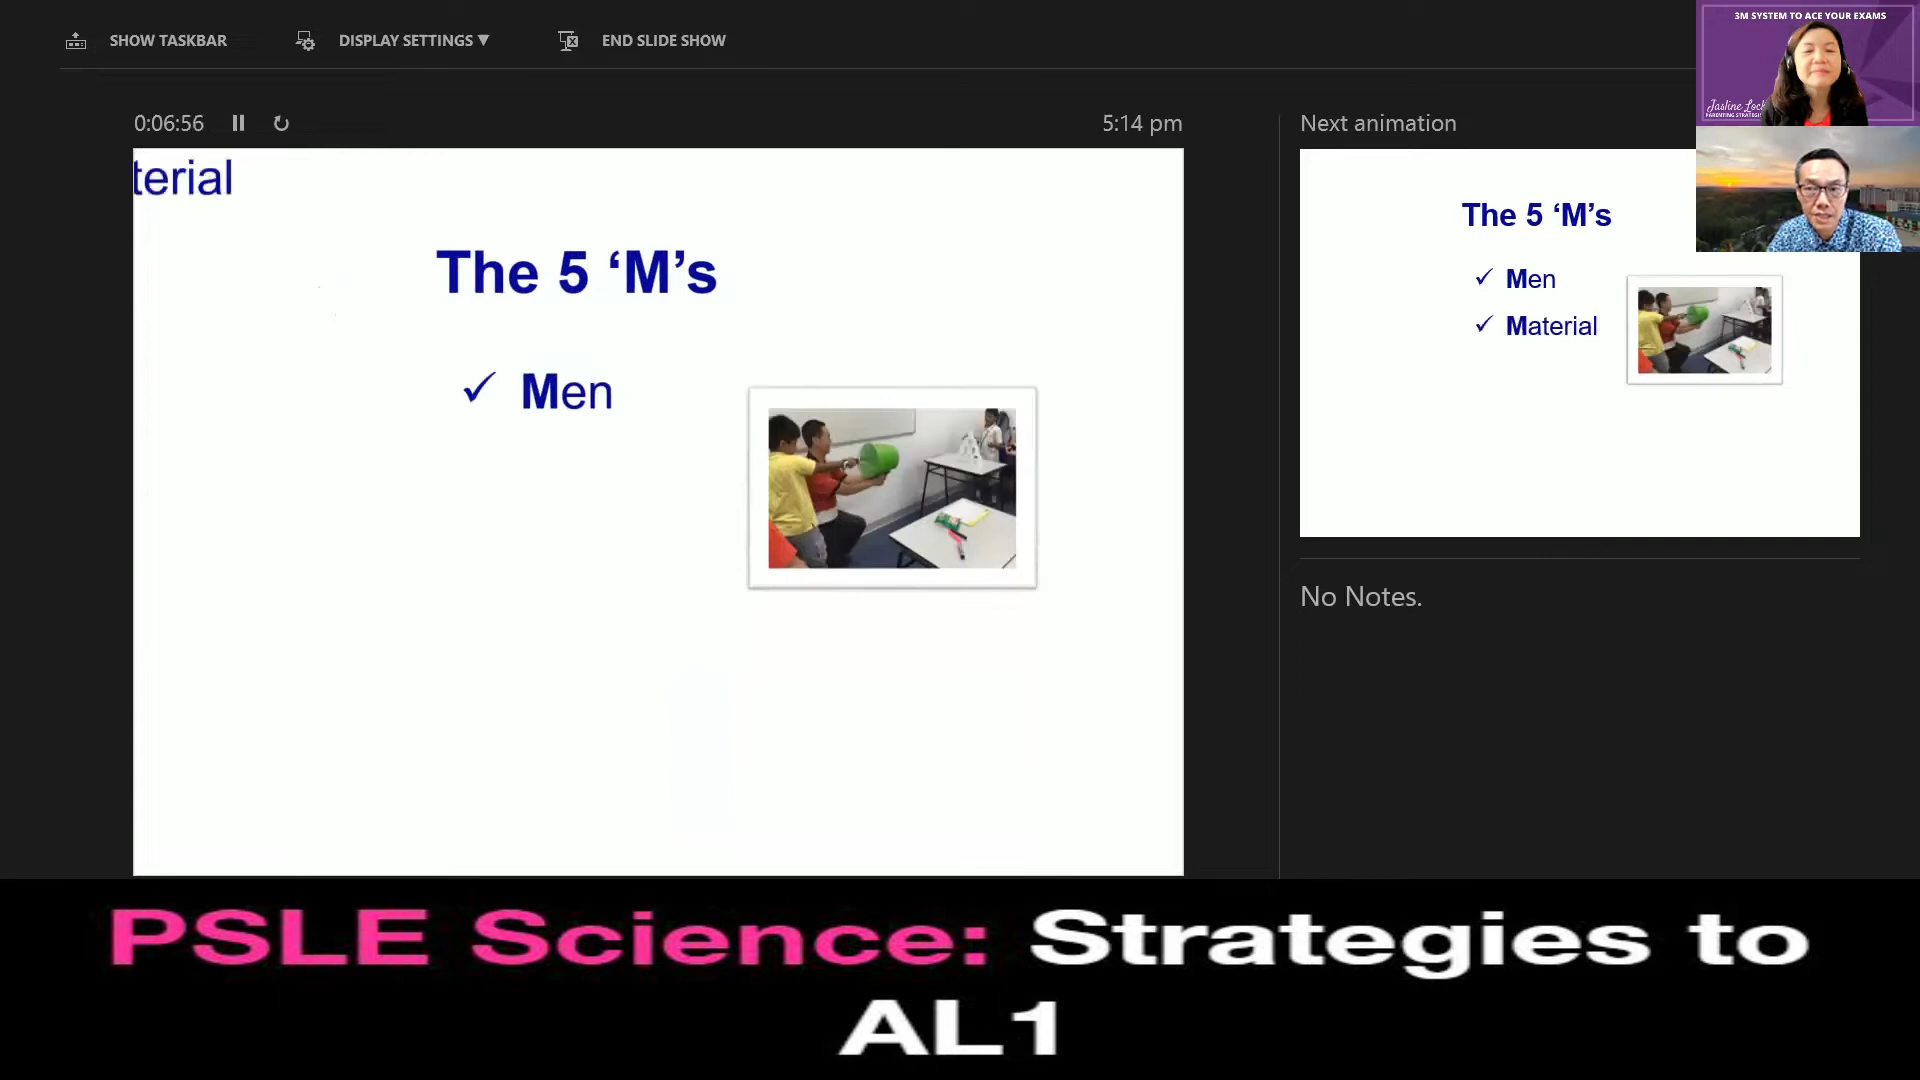 SHOW TASKBAR
DISPLAY SETTINGS ▼
END SLIDE SHOW
3M SYSTEM TO ACE YOUR EXAMS
0:06:56
5:14 pm
Next animation
terial
The 5 ‘M’s
✓ Men
The 5 ‘M’s
✓ Men
✓ Material
No Notes.
PSLE Science: Strategies to
AL1